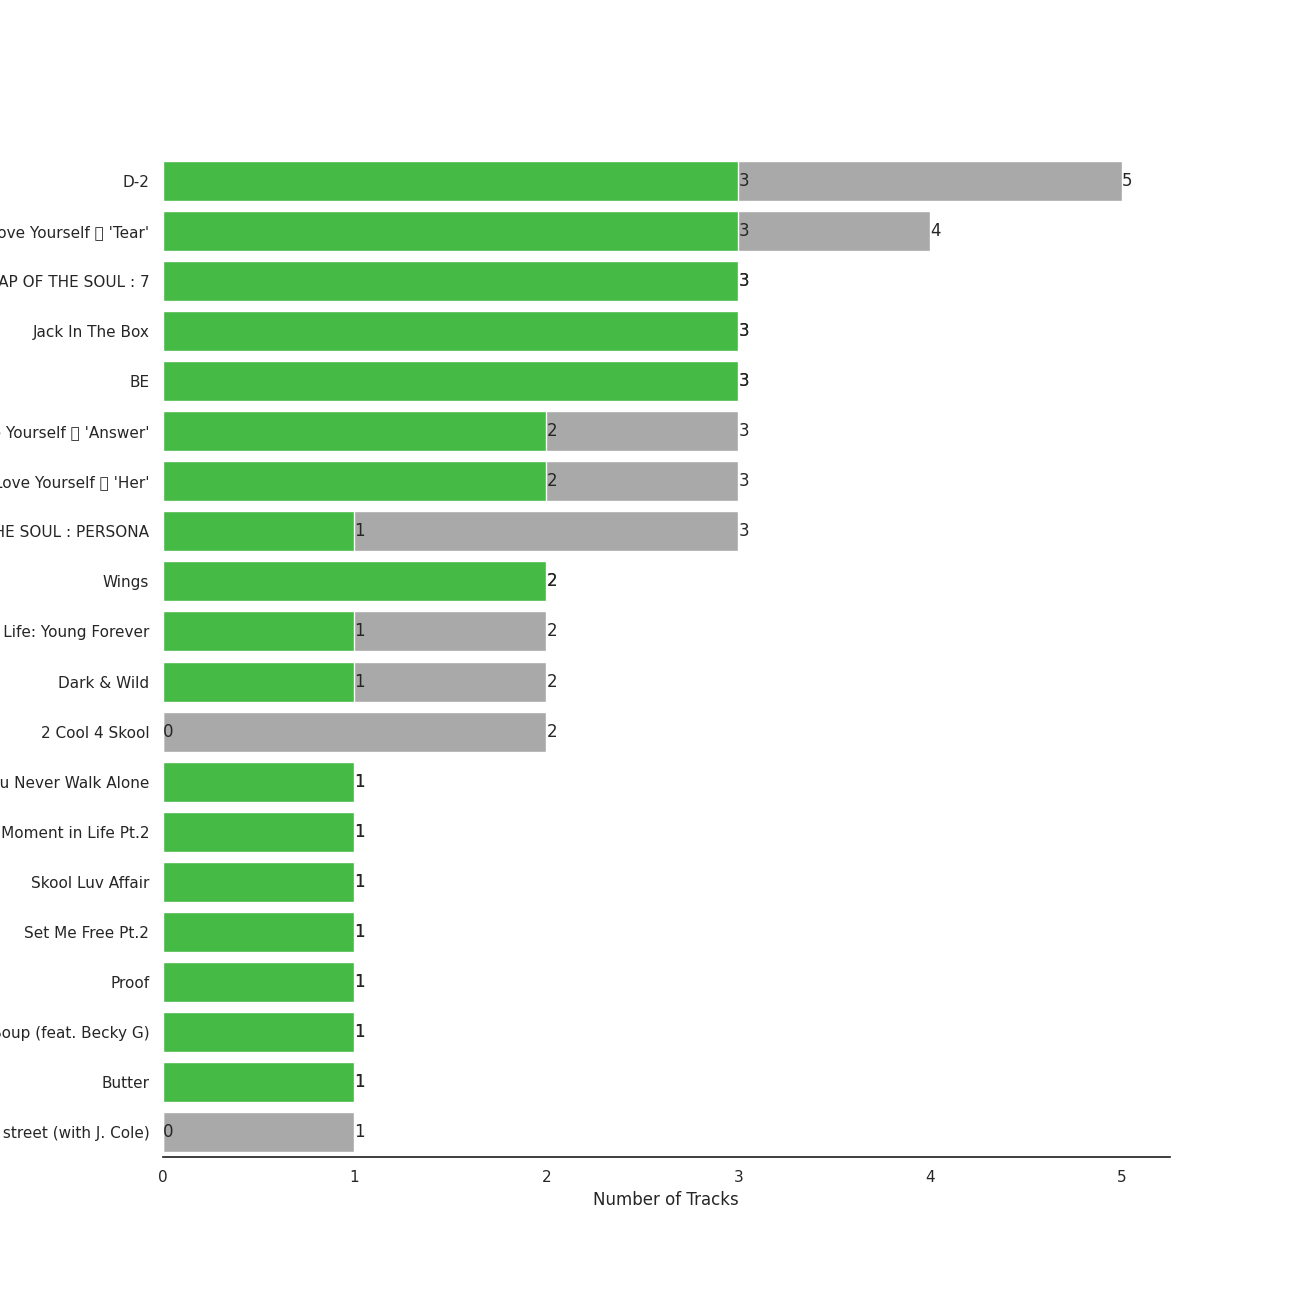 D-2 3 5
ove Yourself 'Tear' 3 4
AP OF THE SOUL : 7 3
Jack In The Box 3
BE 3
Yourself 'Answer' 2 3
Love Yourself 'Her' 2 3
HE SOUL : PERSONA 1 3
Wings 2
Life: Young Forever 1 2
Dark & Wild 1 2
2 Cool 4 Skool 0 2
u Never Walk Alone 1
Moment in Life Pt.2 1
Skool Luv Affair 1
Set Me Free Pt.2 1
Proof 1
Soup (feat. Becky G) 1
Butter 1
street (with J. Cole) 0 1
0 1 2 3 4 5
Number of Tracks